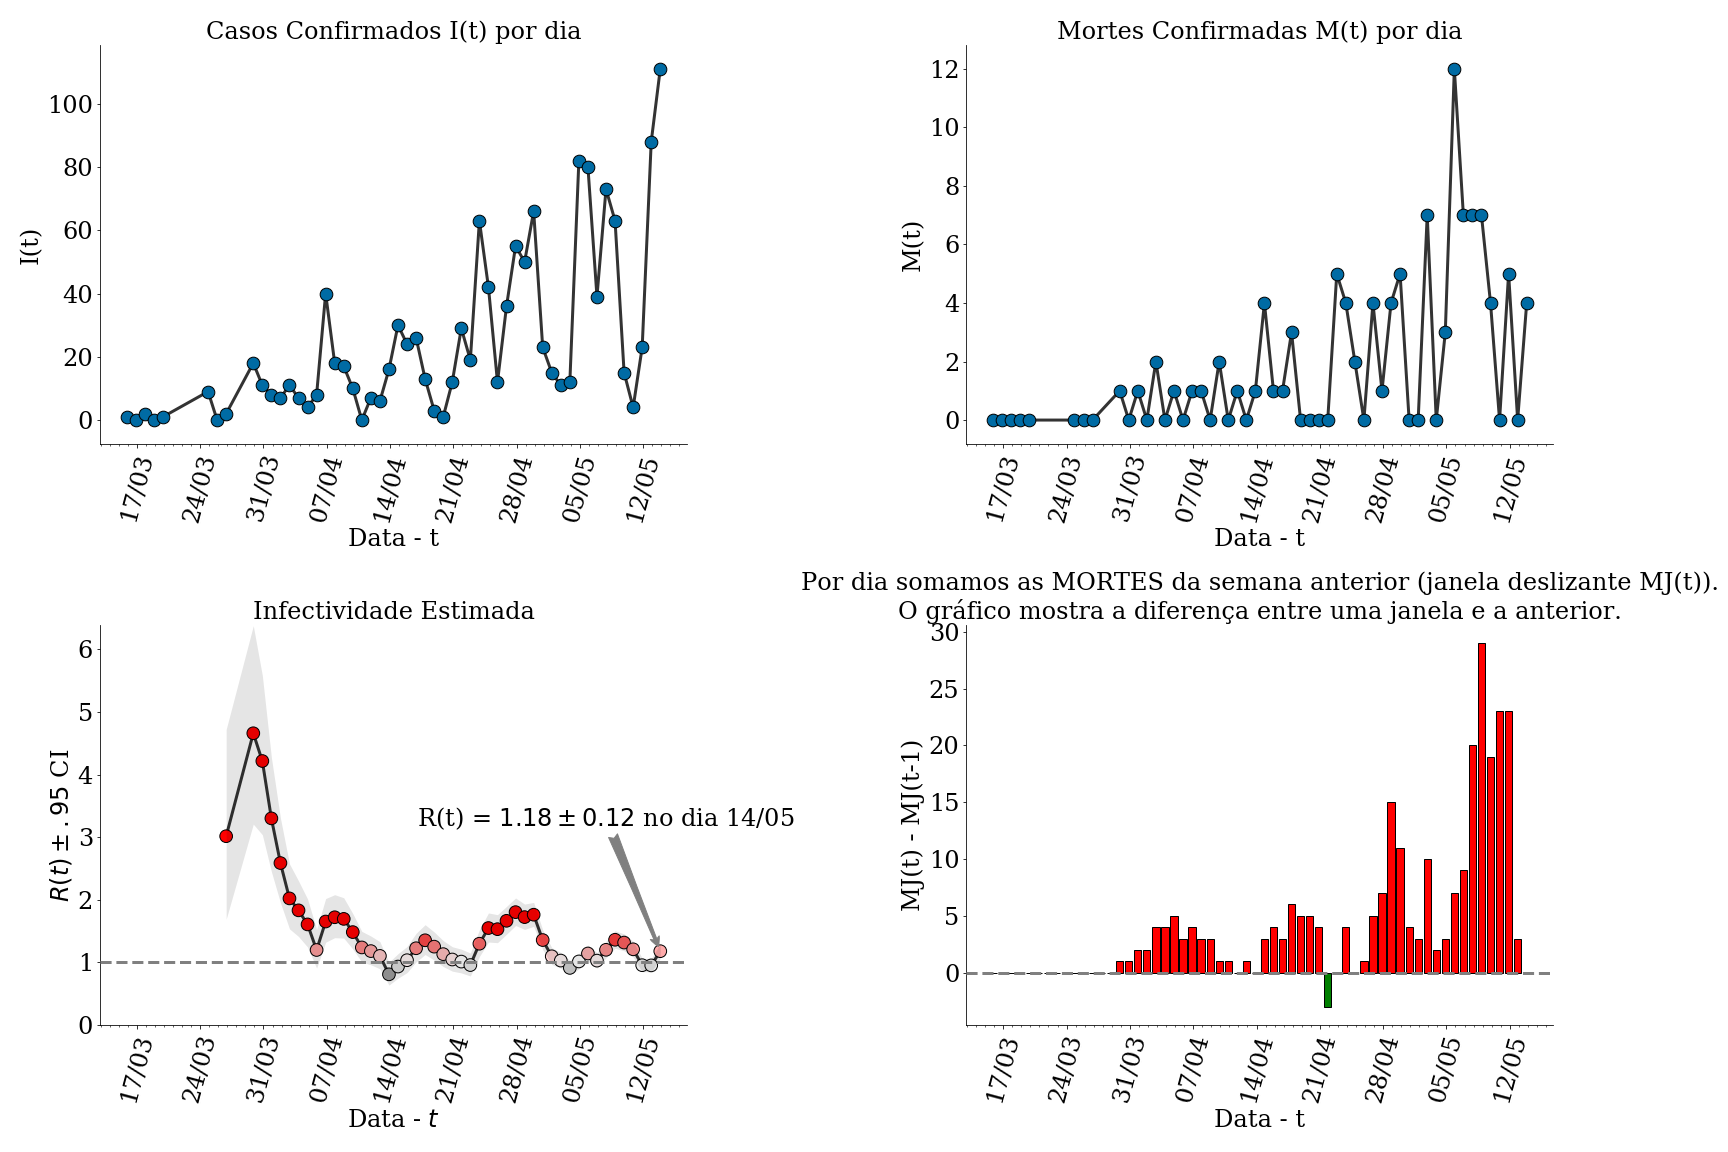 Casos Confirmados I(t) por dia
I(t)
100
80
60
40
20
0
17/03 24/03 31/03 07/04 14/04 21/04 28/04 05/05 12/05
Data - t
Mortes Confirmadas M(t) por dia
M(t)
12
10
8
6
4
2
0
17/03 24/03 31/03 07/04 14/04 21/04 28/04 05/05 12/05
Data - t
Infectividade Estimada
R(t) ± .95 CI
6
5
4
3
2
1
0
R(t) = 1.18 ± 0.12 no dia 14/05
17/03 24/03 31/03 07/04 14/04 21/04 28/04 05/05 12/05
Data - t
Por dia somamos as MORTES da semana anterior (janela deslizante MJ(t)).
O gráfico mostra a diferença entre uma janela e a anterior.
MJ(t) - MJ(t-1)
30
25
20
15
10
5
0
17/03 24/03 31/03 07/04 14/04 21/04 28/04 05/05 12/05
Data - t